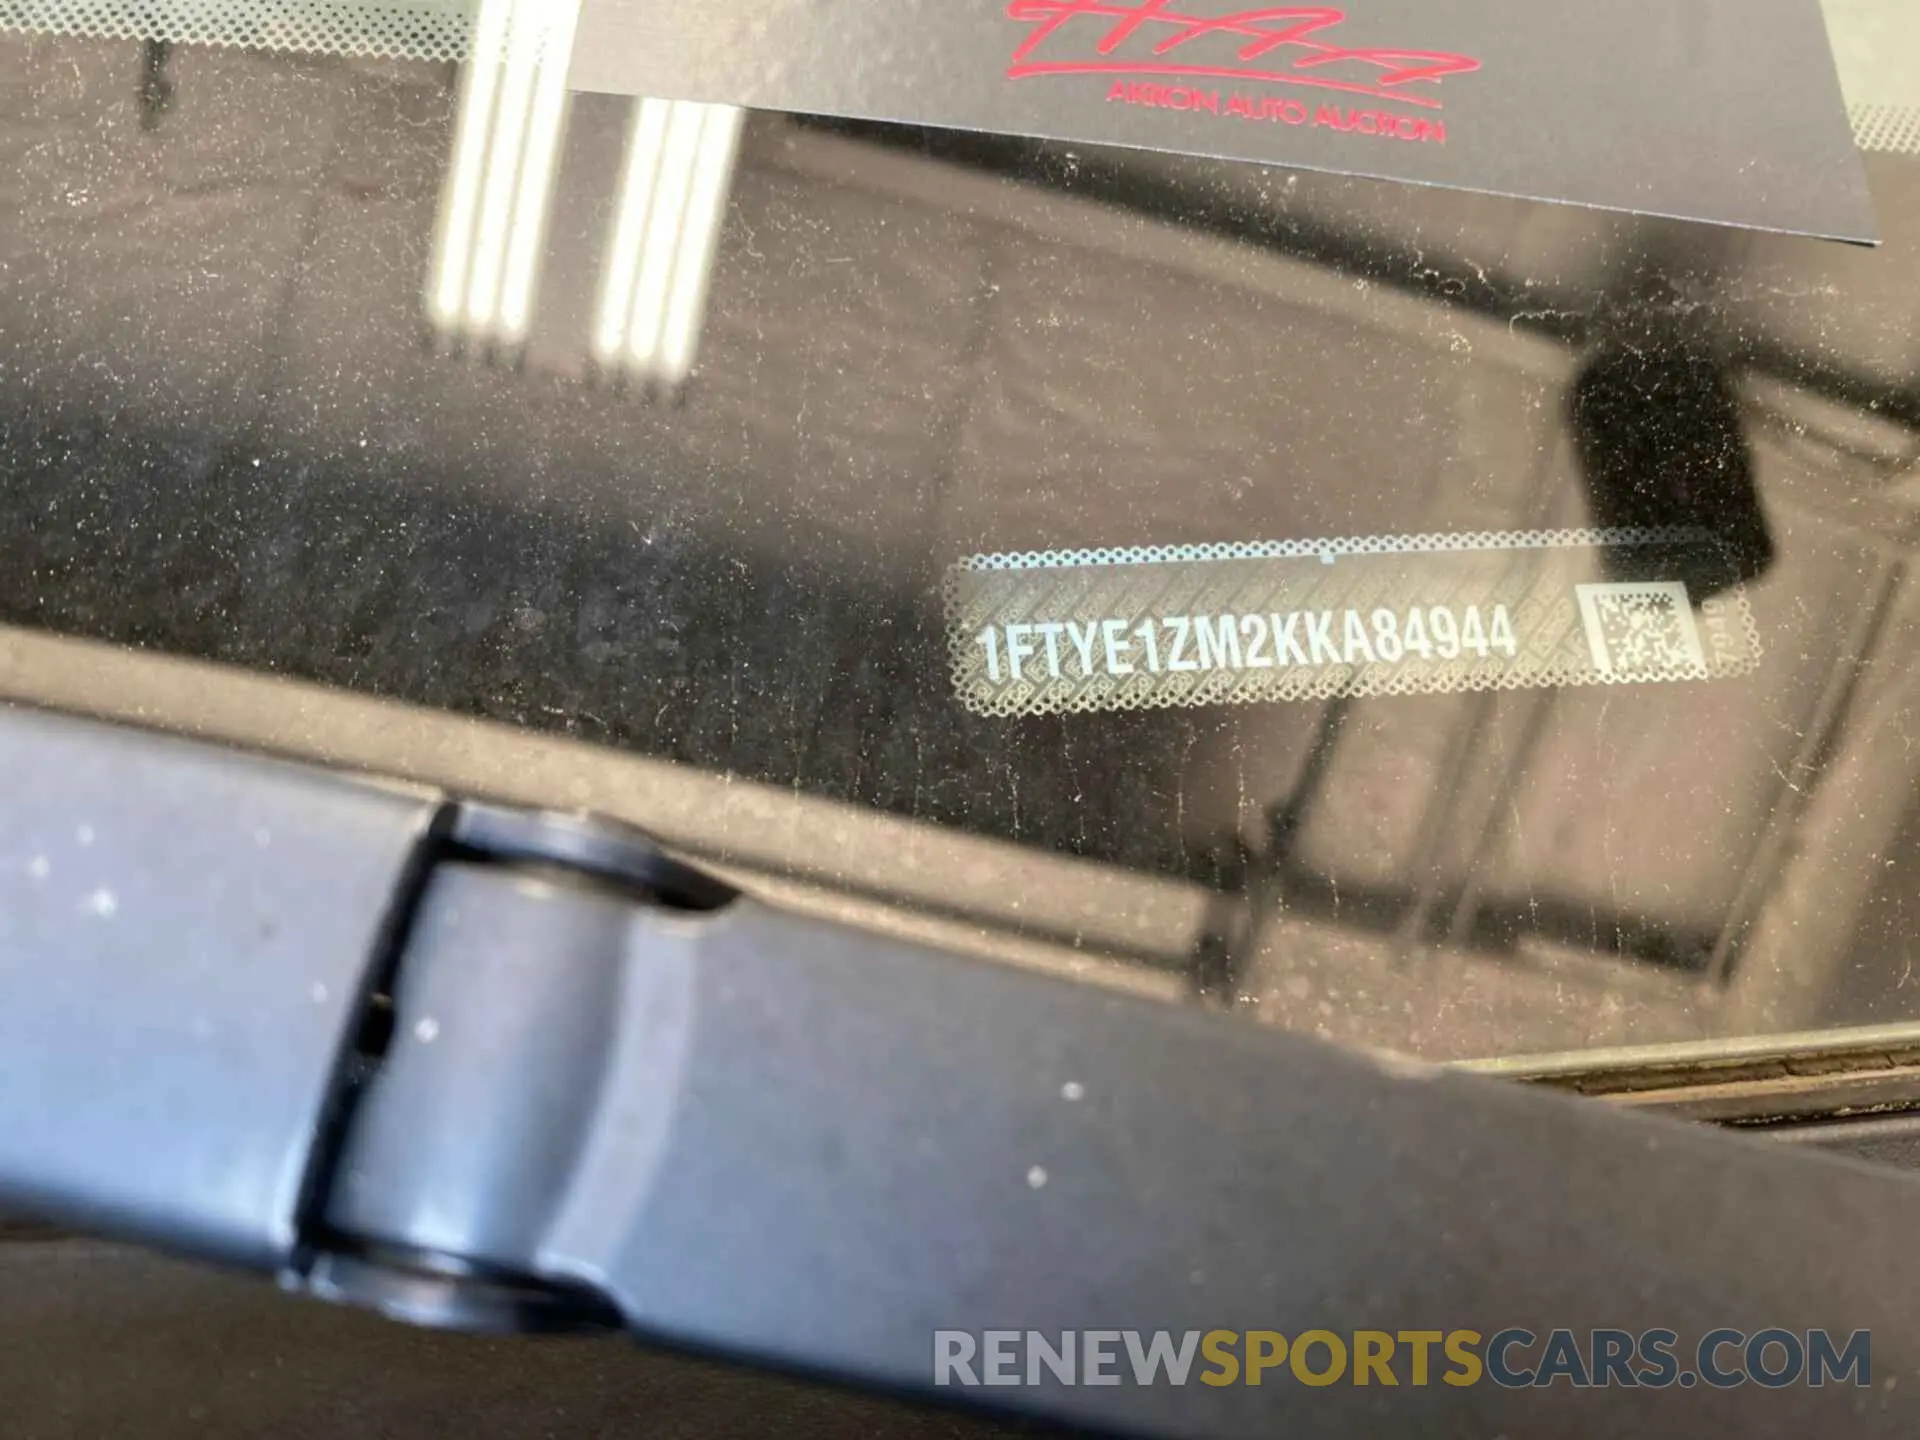 AKRON AUTO AUCTION
1FTYE1ZM2KKA84944
RENEWSPORTSCARS.COM